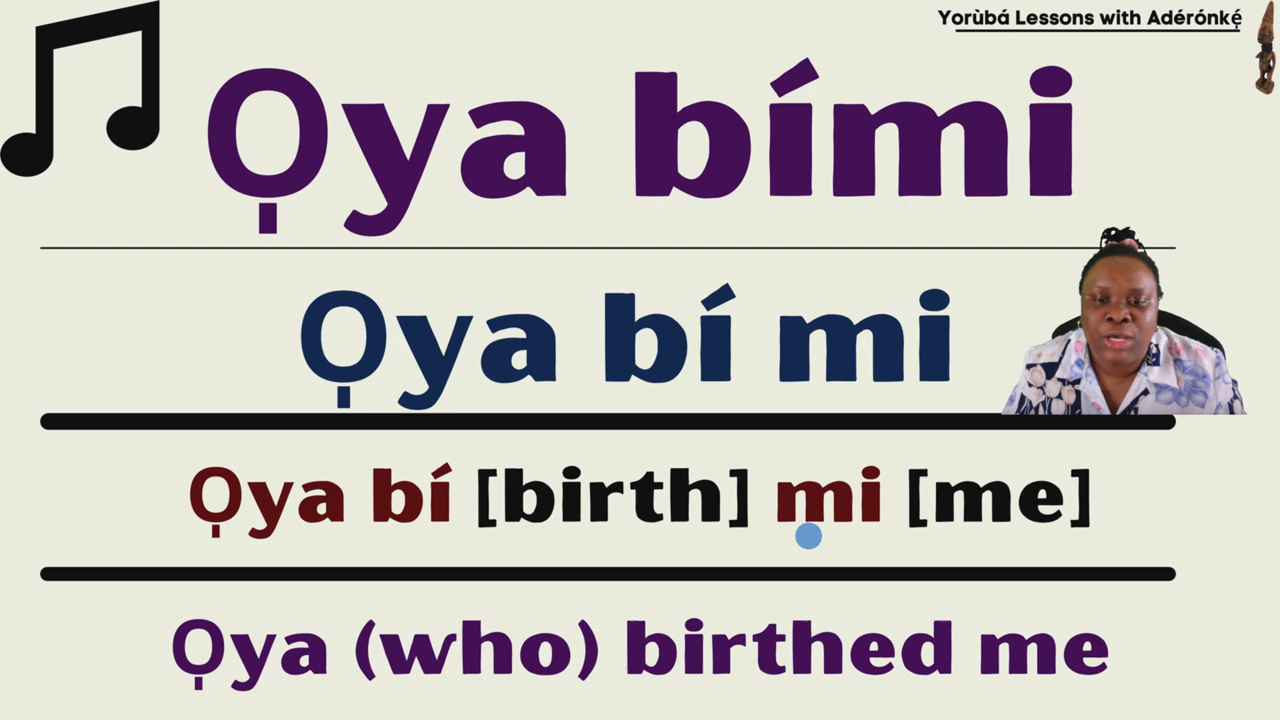 Yorùbá Lessons with Adérónkẹ́
Ọya bími
Ọya bí mi
Ọya bí [birth] mi [me]
Ọya (who) birthed me